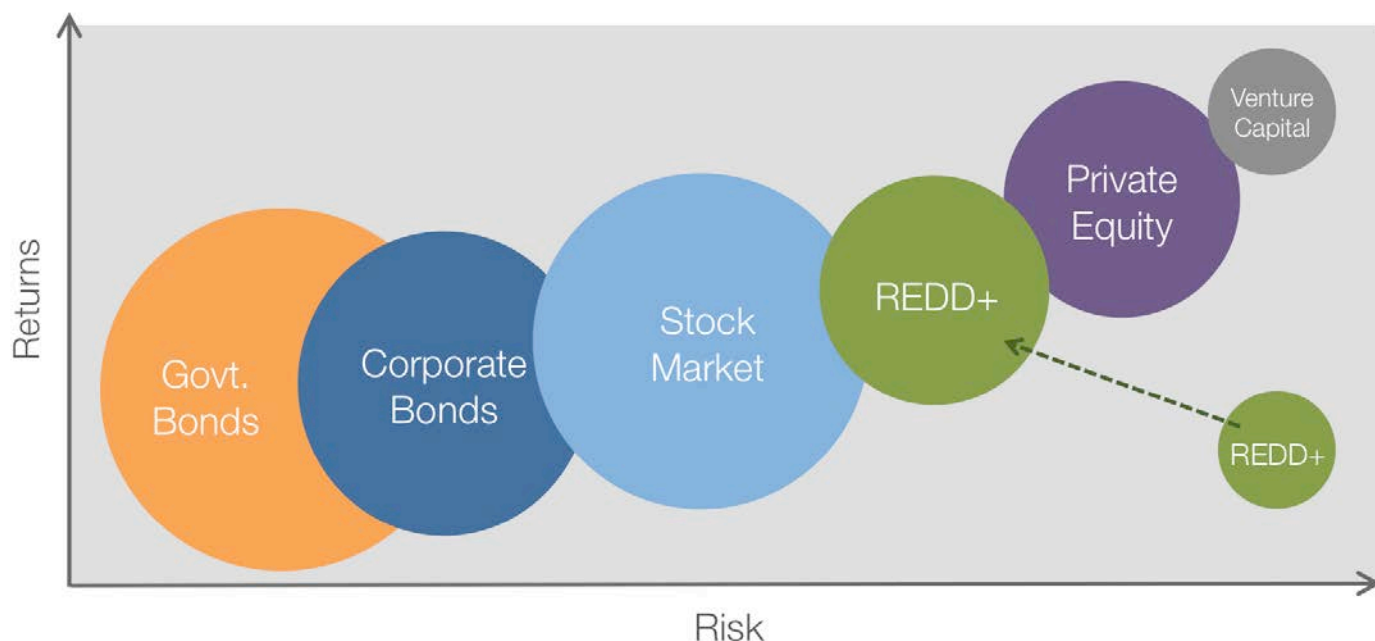 Returns
Govt.
Bonds
Corporate
Bonds
Stock
Market
REDD+
Private
Equity
Venture
Capital
REDD+
Risk